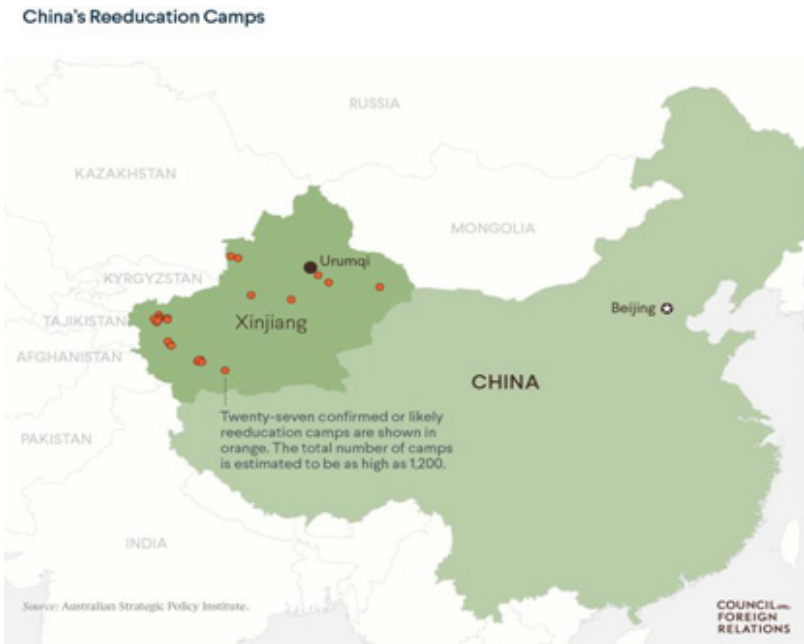 China's Reeducation Camps
RUSSIA
KAZAKHSTAN
MONGOLIA
Urumqi
KYRGYZSTAN
Beijing
TAJIKISTAN
Xinjiang
AFGHANISTAN
CHINA
Twenty-seven confirmed or likely
reeducation camps are shown in
orange. The total number of camps
is estimated to be as high as 1,200.
PAKISTAN
INDIA
Source: Australian Strategic Policy Institute.
COUNCIL on
FOREIGN
RELATIONS